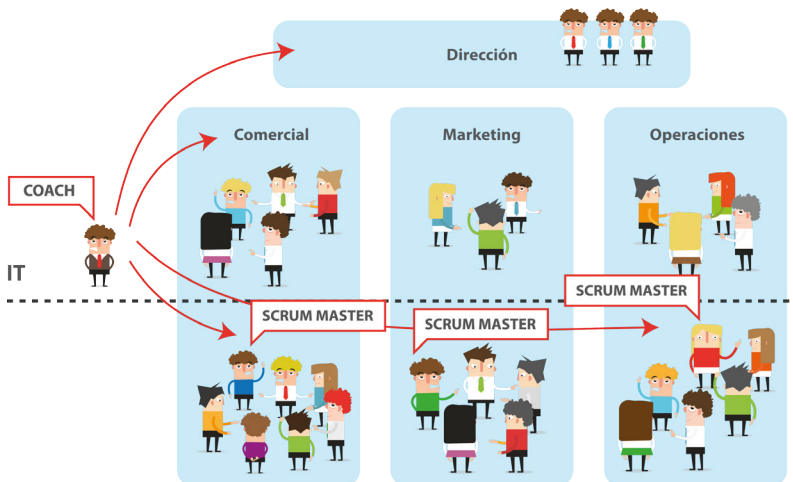 Dirección
Comercial
Marketing
Operaciones
COACH
IT
SCRUM MASTER
SCRUM MASTER
SCRUM MASTER